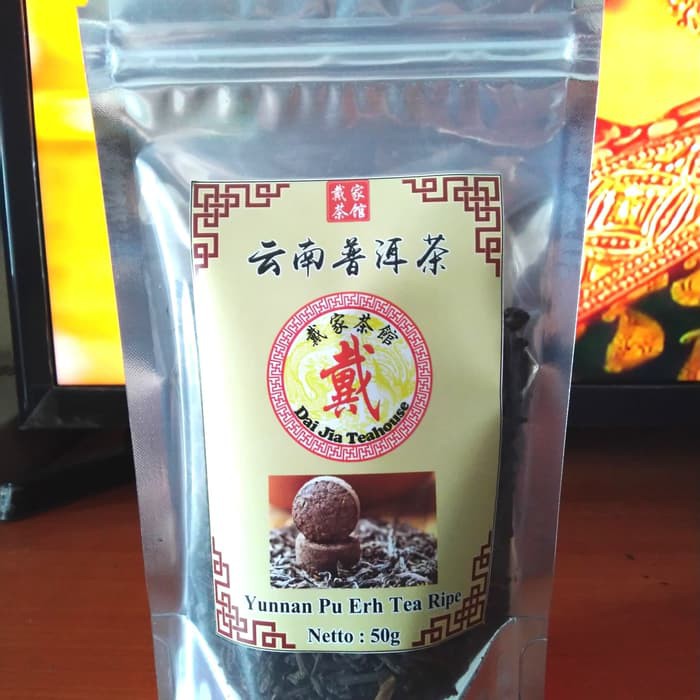 戴家
茶館
云南普洱茶
戴家茶館
戴
Dai Jia Teahouse
Yunnan Pu Erh Tea Ripe
Netto : 50g